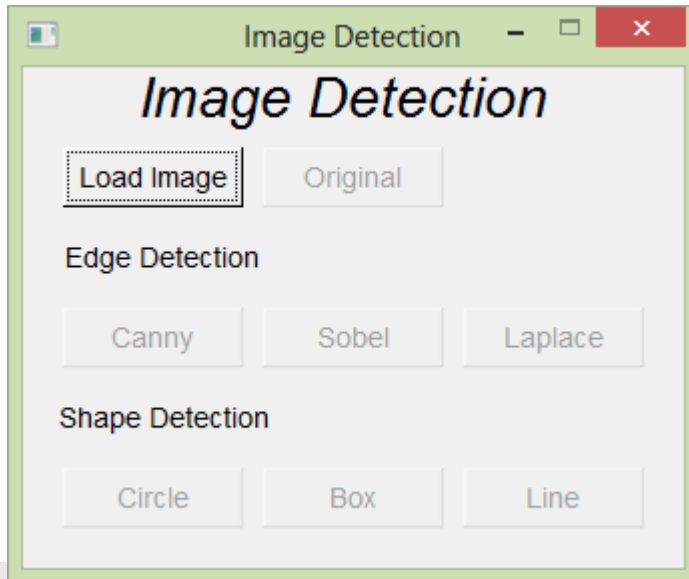 Image Detection
Image Detection
Load Image Original
Edge Detection
Canny Sobel Laplace
Shape Detection
Circle Box Line